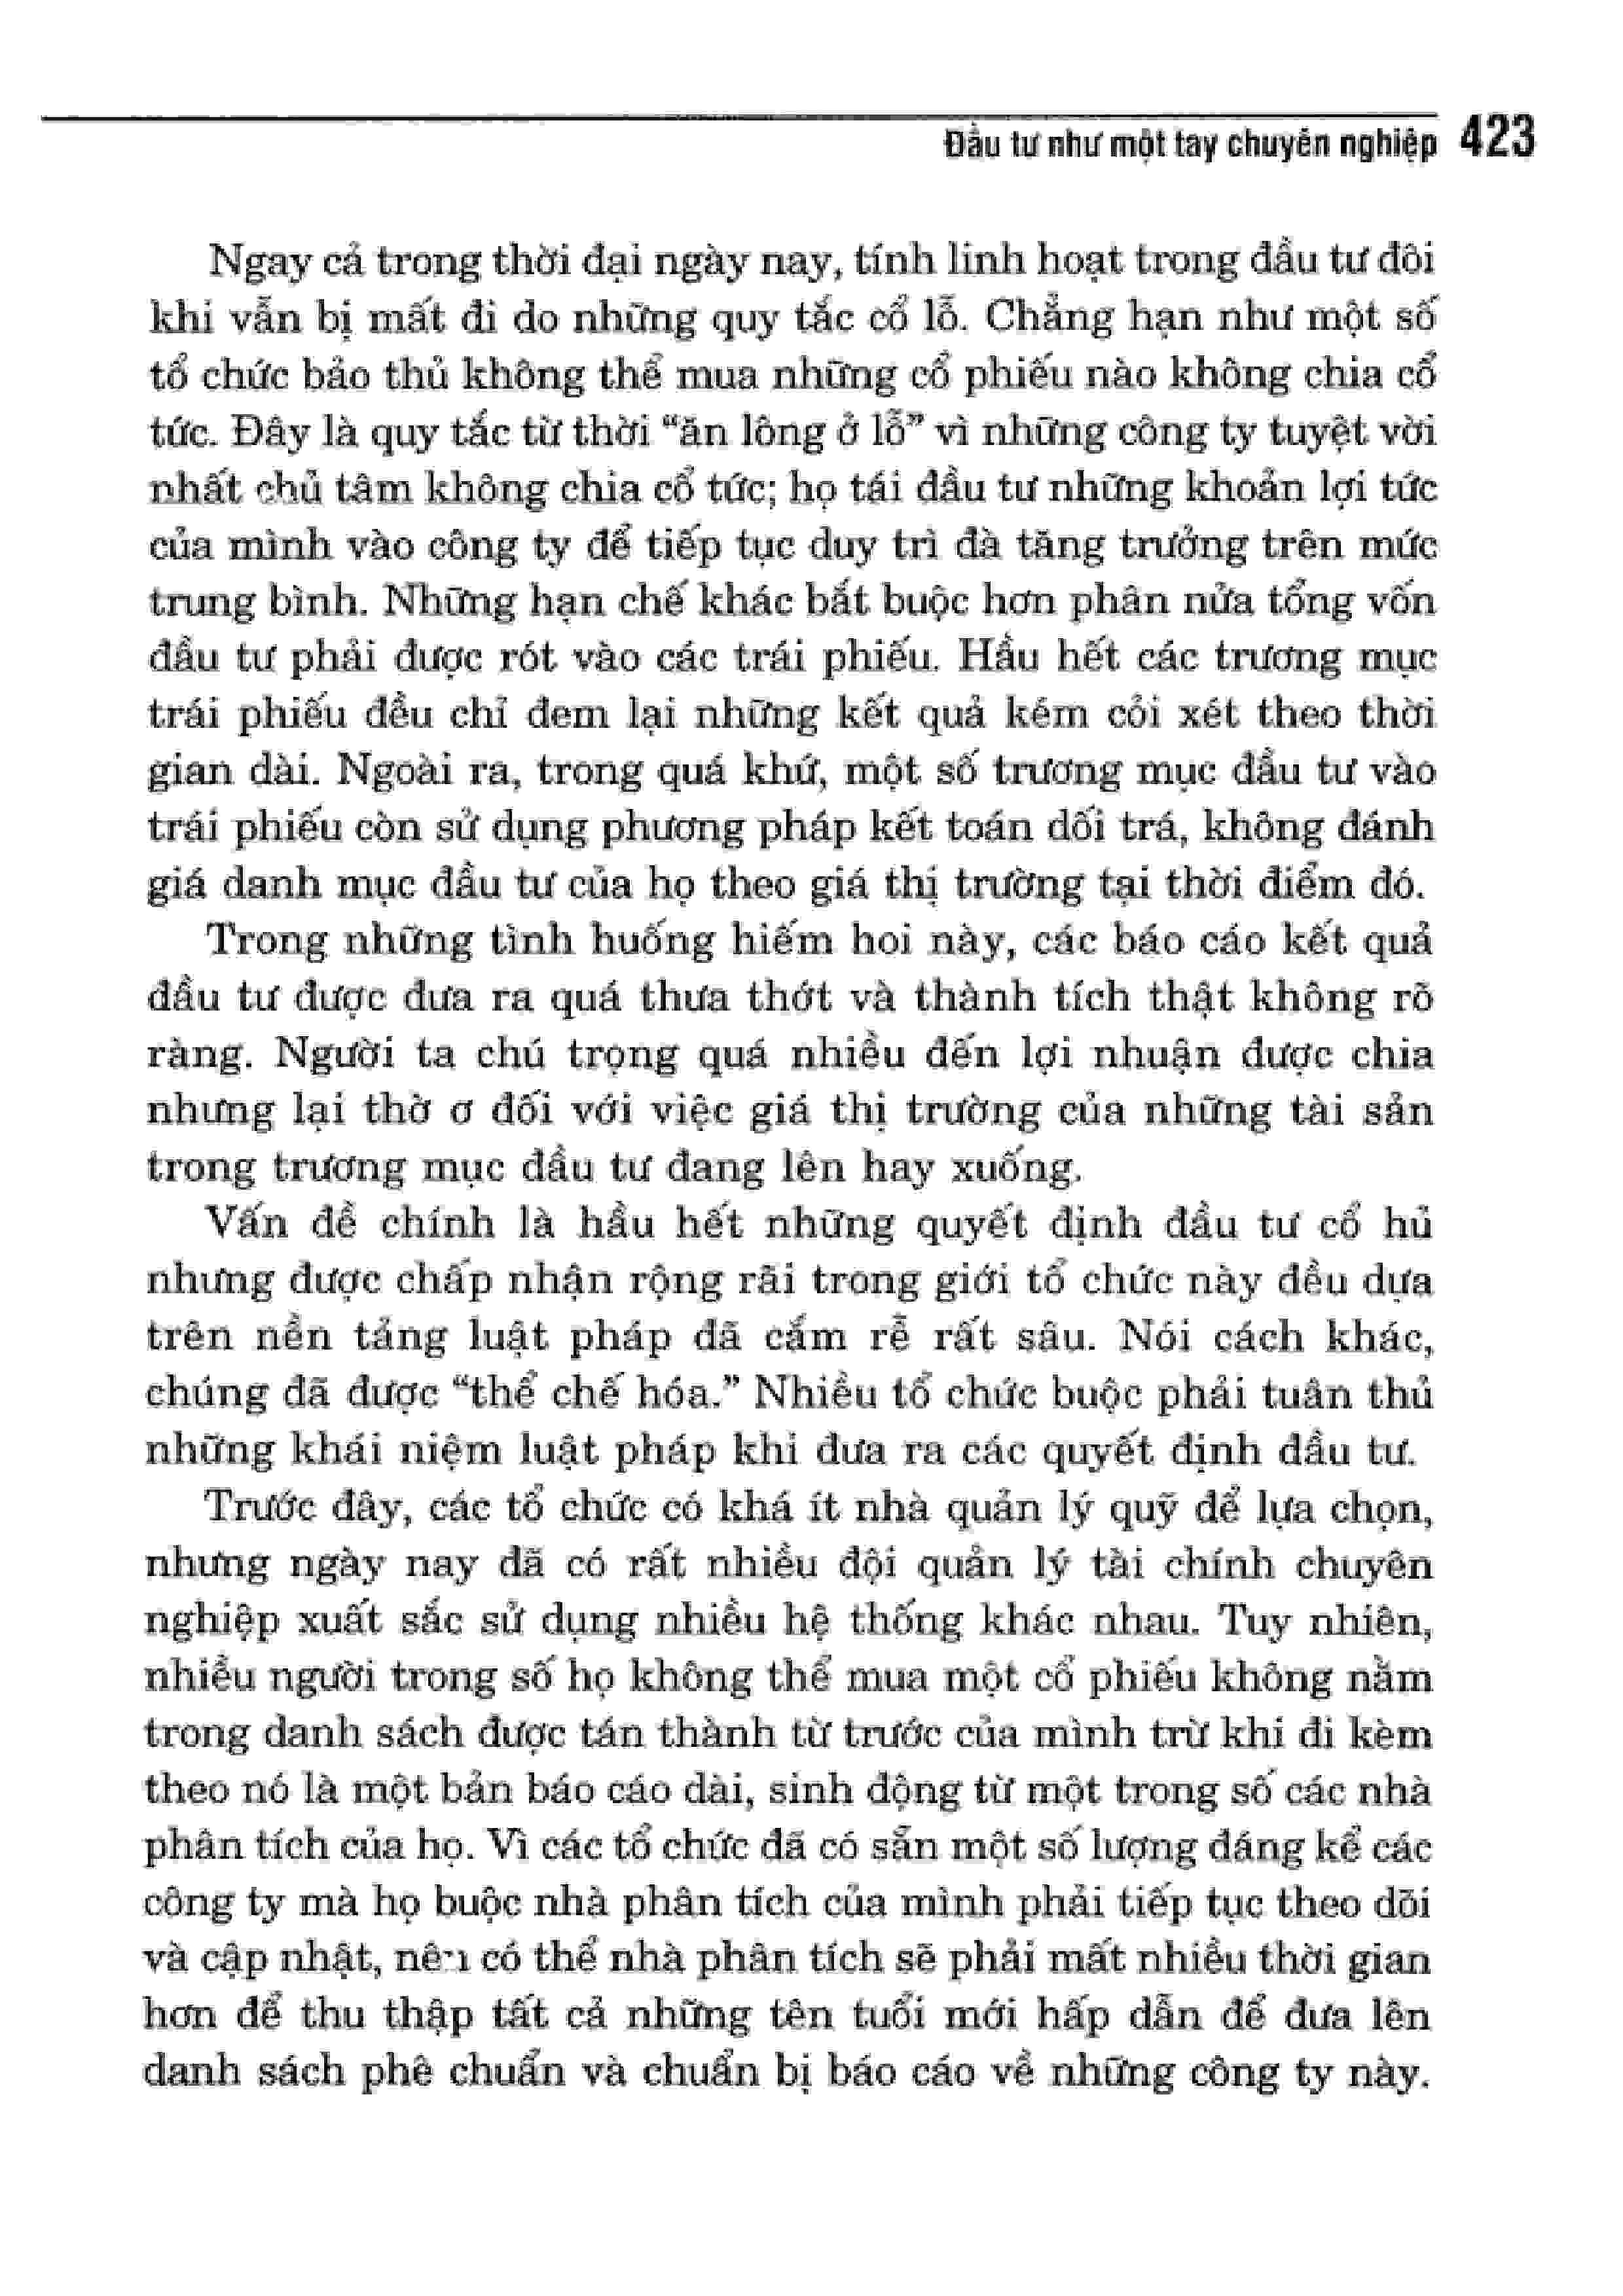 Đầu tư như một tay chuyên nghiệp 423
Ngay cả trong thời đại ngày nay, tính linh hoạt trong đầu tư đôi
khi vẫn bị mất đi do những quy tắc cổ lỗ. Chẳng hạn như một số
tổ chức bảo thủ không thể mua những cổ phiếu nào không chia cổ
tức. Đây là quy tắc từ thời “ăn lông ở lỗ” vì những công ty tuyệt vời
nhất chủ tâm không chia cổ tức; họ tái đầu tư những khoản lợi tức
của mình vào công ty để tiếp tục duy trì đà tăng trưởng trên mức
trung bình. Những hạn chế khác bắt buộc hơn phân nửa tổng vốn
đầu tư phải được rót vào các trái phiếu. Hầu hết các trương mục
trái phiếu đều chỉ đem lại những kết quả kém cỏi xét theo thời
gian dài. Ngoài ra, trong quá khứ, một số trương mục đầu tư vào
trái phiếu còn sử dụng phương pháp kết toán dối trá, không đánh
giá danh mục đầu tư của họ theo giá thị trường tại thời điểm đó.
Trong những tình huống hiếm hoi này, các báo cáo kết quả
đầu tư được đưa ra quá thưa thớt và thành tích thật không rõ
ràng. Người ta chú trọng quá nhiều đến lợi nhuận được chia
nhưng lại thờ ơ đối với việc giá thị trường của những tài sản
trong trương mục đầu tư đang lên hay xuống.
Vấn đề chính là hầu hết những quyết định đầu tư cổ hủ
nhưng được chấp nhận rộng rãi trong giới tổ chức này đều dựa
trên nền tảng luật pháp đã cắm rễ rất sâu. Nói cách khác,
chúng đã được “thể chế hóa.” Nhiều tổ chức buộc phải tuân thủ
những khái niệm luật pháp khi đưa ra các quyết định đầu tư.
Trước đây, các tổ chức có khá ít nhà quản lý quỹ để lựa chọn,
nhưng ngày nay đã có rất nhiều đội quản lý tài chính chuyên
nghiệp xuất sắc sử dụng nhiều hệ thống khác nhau. Tuy nhiên,
nhiều người trong số họ không thể mua một cổ phiếu không nằm
trong danh sách được tán thành từ trước của mình trừ khi đi kèm
theo nó là một bản báo cáo dài, sinh động từ một trong số các nhà
phân tích của họ. Vì các tổ chức đã có sẵn một số lượng đáng kể các
công ty mà họ buộc nhà phân tích của mình phải tiếp tục theo dõi
và cập nhật, nên có thể nhà phân tích sẽ phải mất nhiều thời gian
hơn để thu thập tất cả những tên tuổi mới hấp dẫn để đưa lên
danh sách phê chuẩn và chuẩn bị báo cáo về những công ty này.